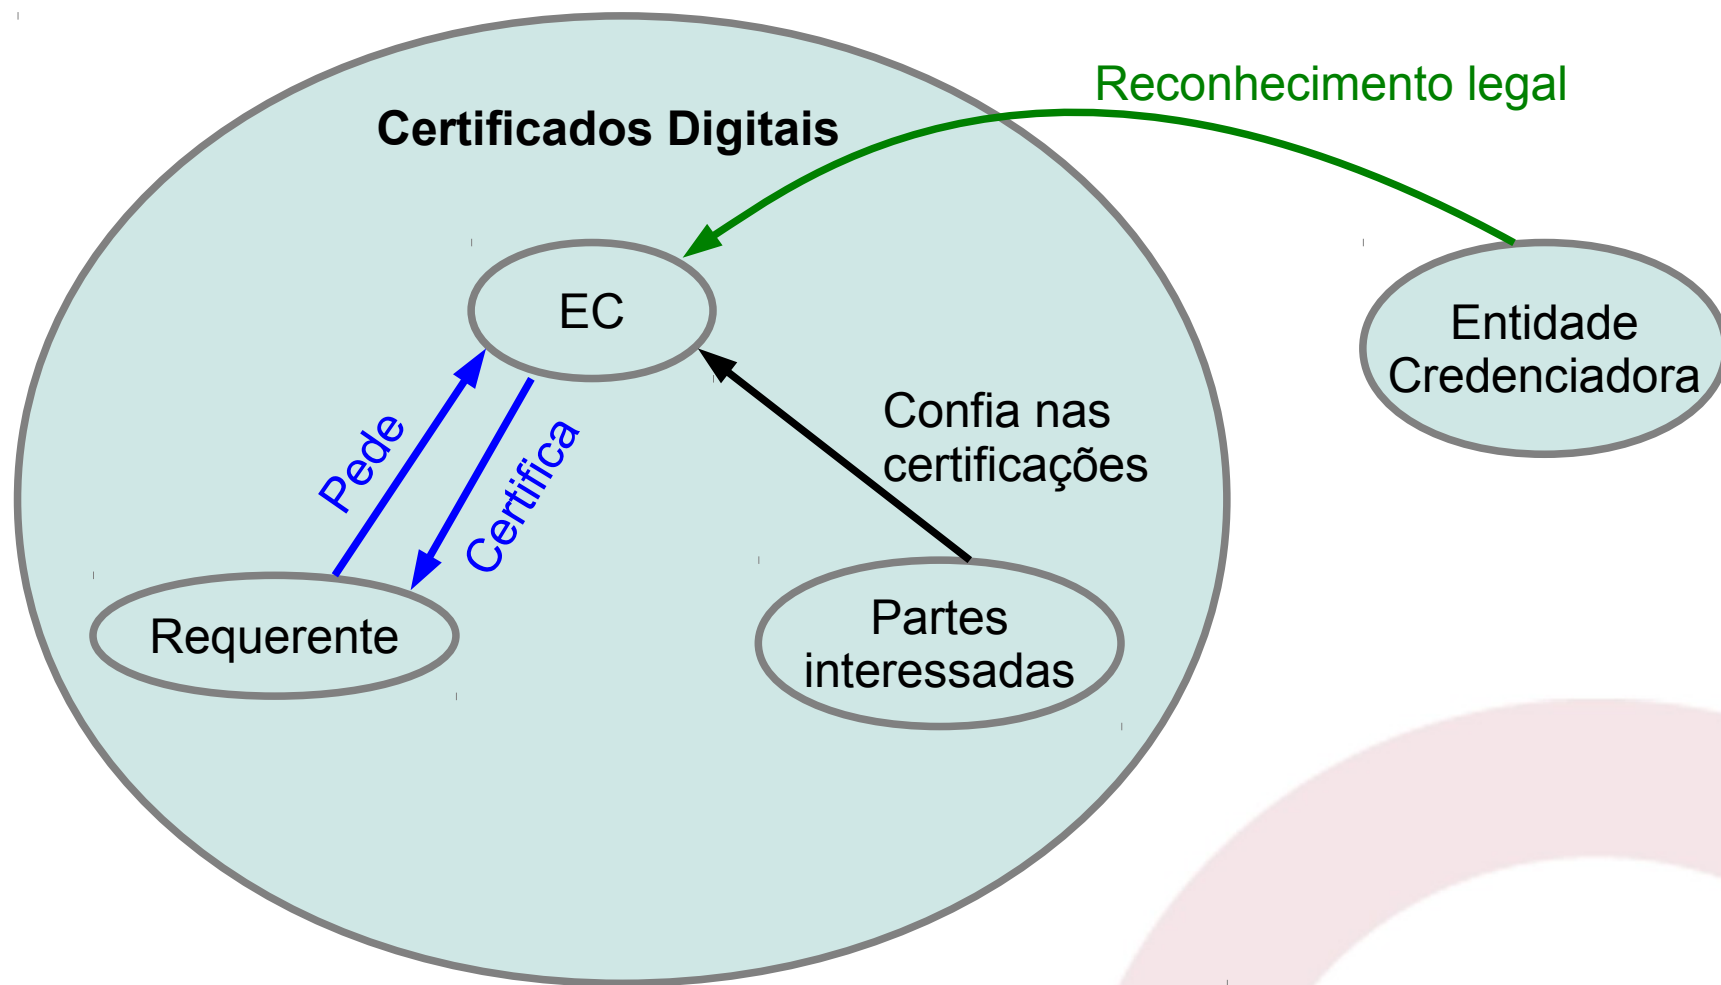 Reconhecimento legal
Certificados Digitais
EC
Entidade
Credenciadora
Confia nas
certificações
Pede
Certifica
Requerente
Partes
interessadas